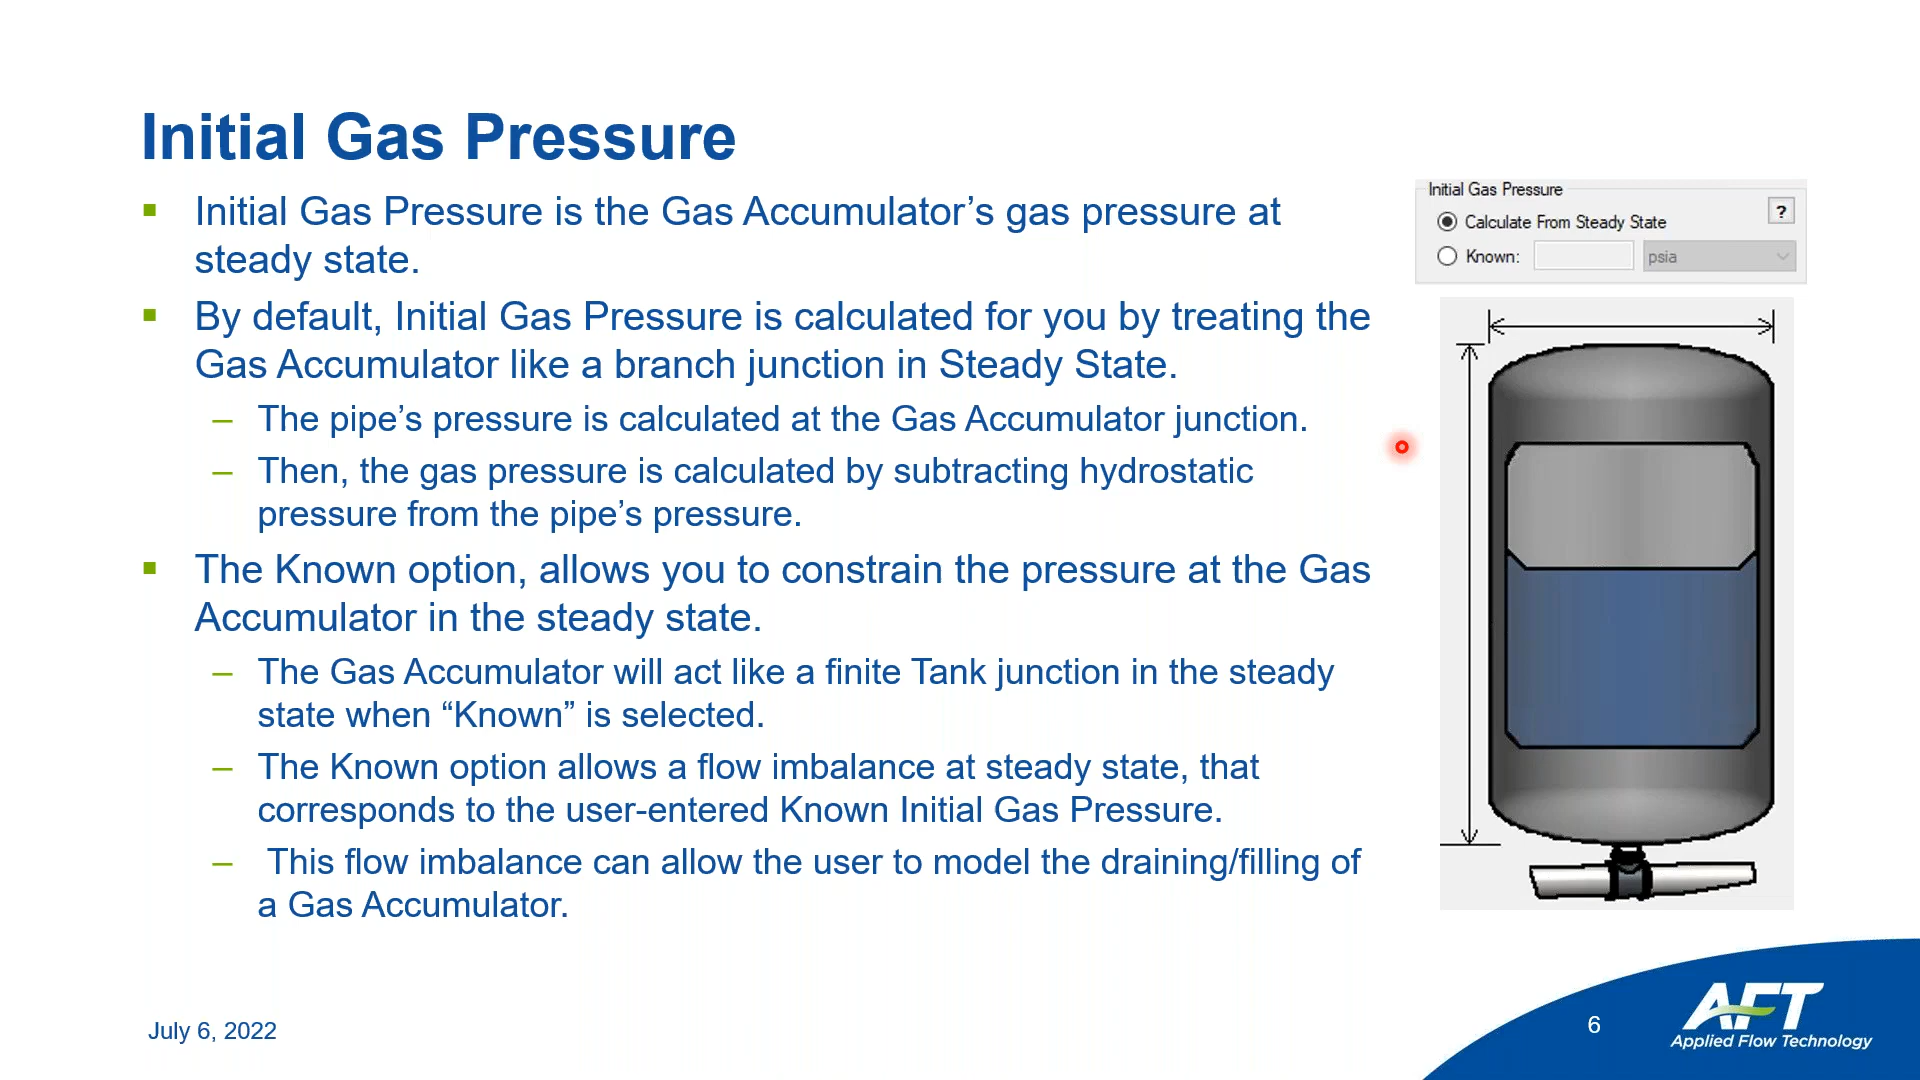 Initial Gas Pressure
Initial Gas Pressure is the Gas Accumulator’s gas pressure at
steady state.
By default, Initial Gas Pressure is calculated for you by treating the
Gas Accumulator like a branch junction in Steady State.
– The pipe’s pressure is calculated at the Gas Accumulator junction.
– Then, the gas pressure is calculated by subtracting hydrostatic
pressure from the pipe’s pressure.
The Known option, allows you to constrain the pressure at the Gas
Accumulator in the steady state.
– The Gas Accumulator will act like a finite Tank junction in the steady
state when “Known” is selected.
– The Known option allows a flow imbalance at steady state, that
corresponds to the user-entered Known Initial Gas Pressure.
– This flow imbalance can allow the user to model the draining/filling of
a Gas Accumulator.
Initial Gas Pressure
Calculate From Steady State
?
Known:
psia
July 6, 2022
6
AFT
Applied Flow Technology